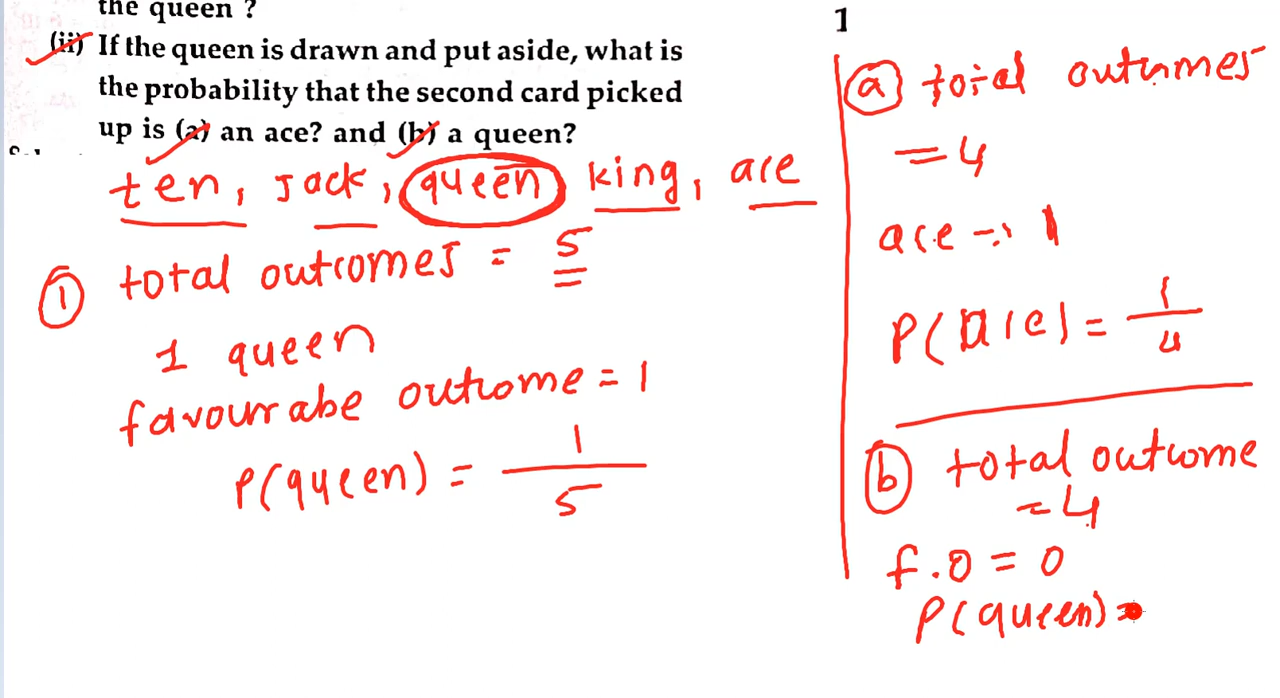 the queen ?
(ii) If the queen is drawn and put aside, what is
the probability that the second card picked
up is (a) an ace? and (b) a queen?
ten, Jack, queen king, ace
① total outcomes = 5
1 queen
favourabe outcome = 1
P(queen) = 1/5
1
ⓐ total outcomes
= 4
ace → 1
P(ace) = 1/4
ⓑ total outcome
= 4
f.O = 0
P(queen) =